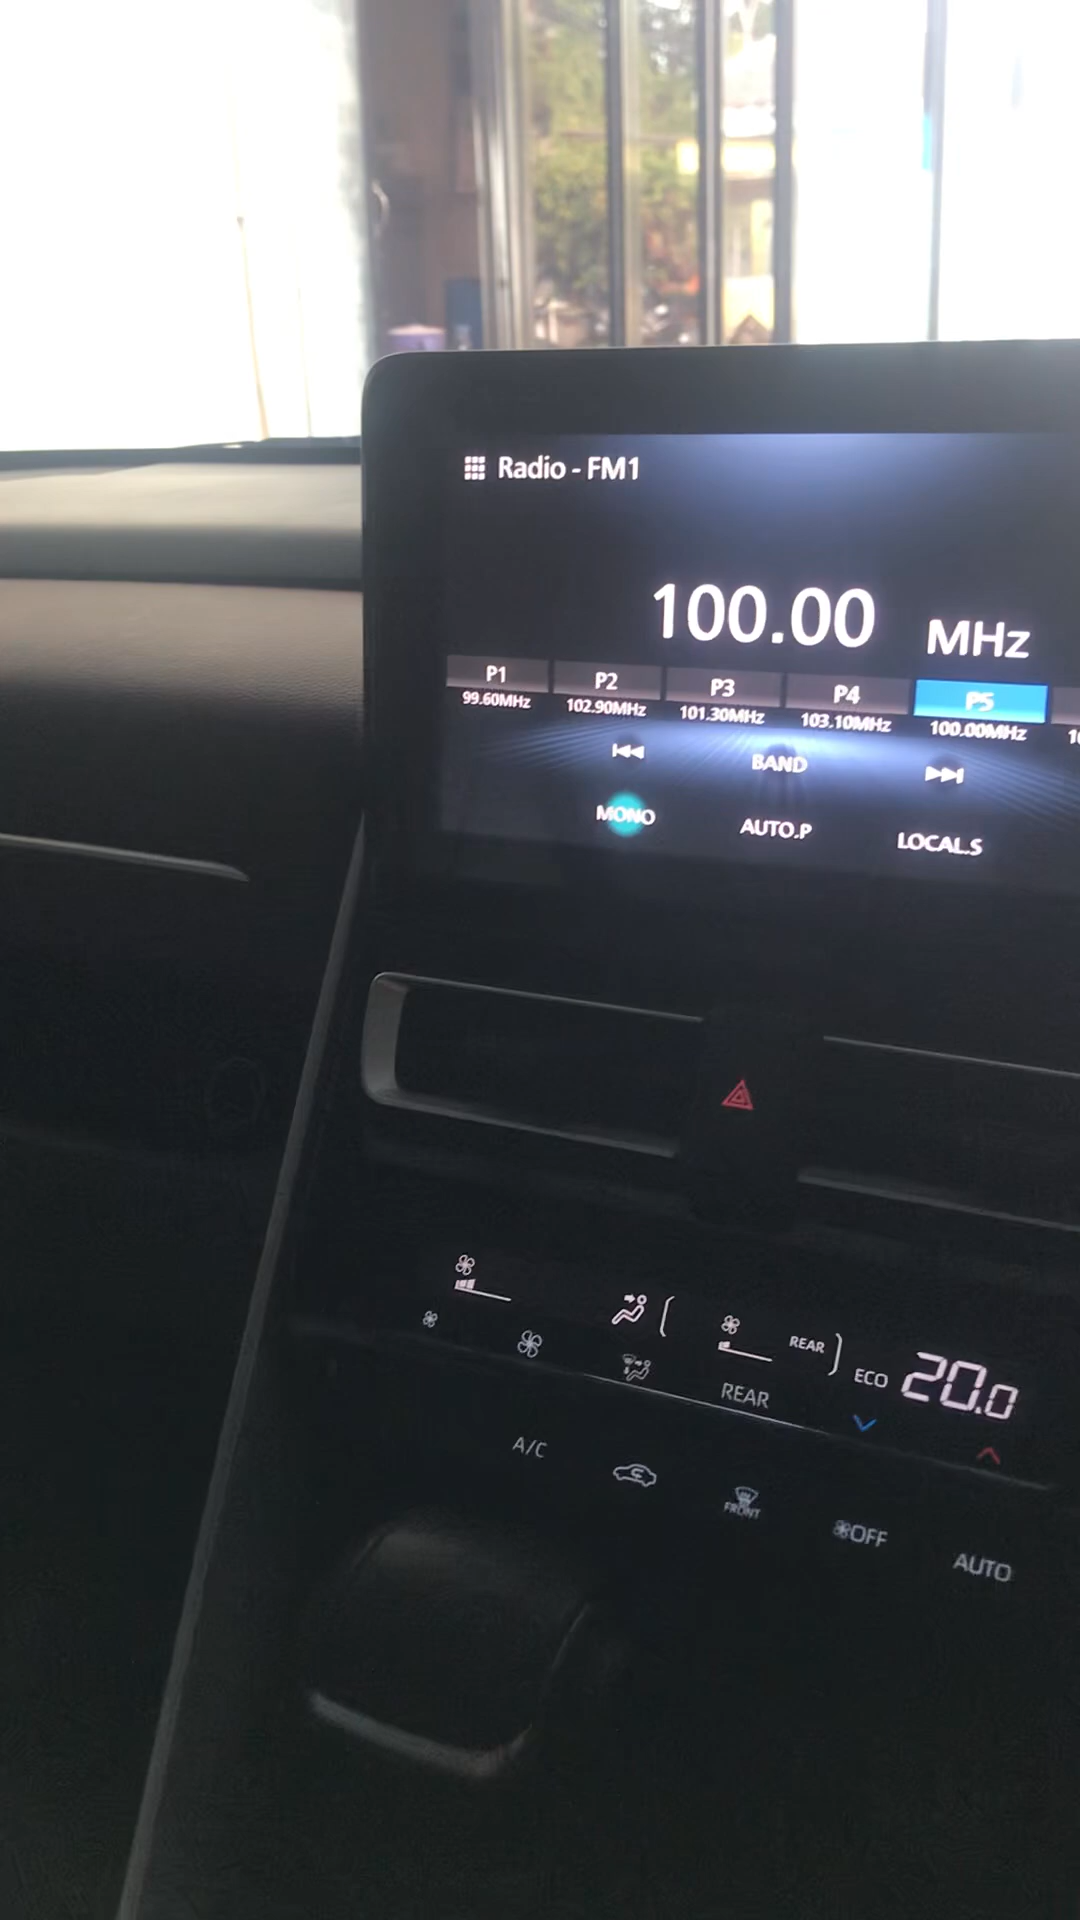 Radio - FM1
100.00 MHz
P1 P2 P3 P4 P5
99.60MHz 102.90MHz 101.30MHz 103.10MHz 100.00MHz
BAND
MONO AUTO.P LOCAL.S
REAR ECO 20.0
REAR
A/C FRONT OFF AUTO